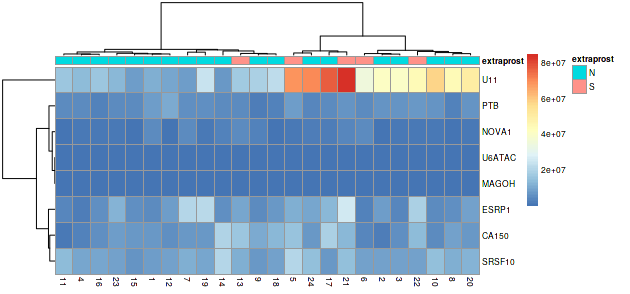 extraprost
U11
PTB
NOVA1
U6ATAC
MAGOH
ESRP1
CA150
SRSF10
11 4 16 23 15 1 12 7 19 14 13 9 18 5 24 17 21 6 2 3 22 10 8 20
8e+07
6e+07
4e+07
2e+07
extraprost
N
S